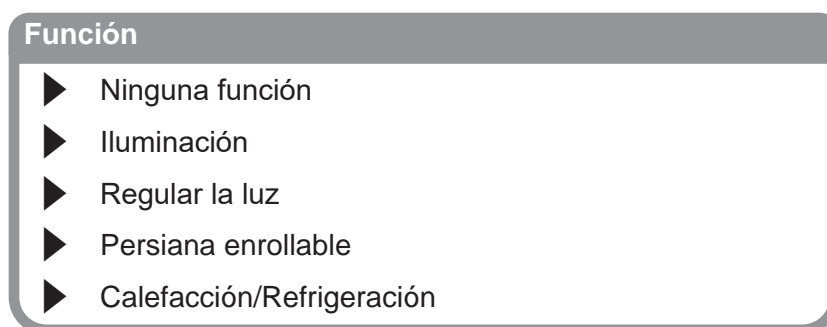 Función
Ninguna función
Iluminación
Regular la luz
Persiana enrollable
Calefacción/Refrigeración